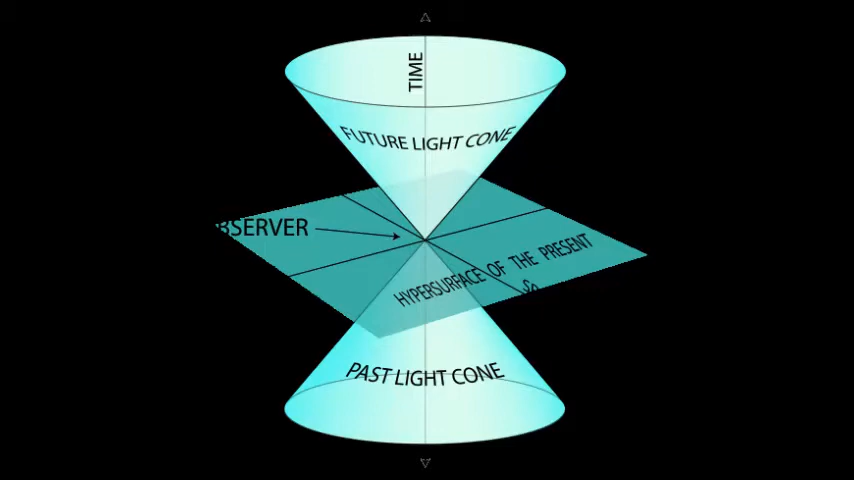 TIME
FUTURE LIGHT CONE
BSERVER
HYPERSURFACE OF THE PRESENT
PAST LIGHT CONE